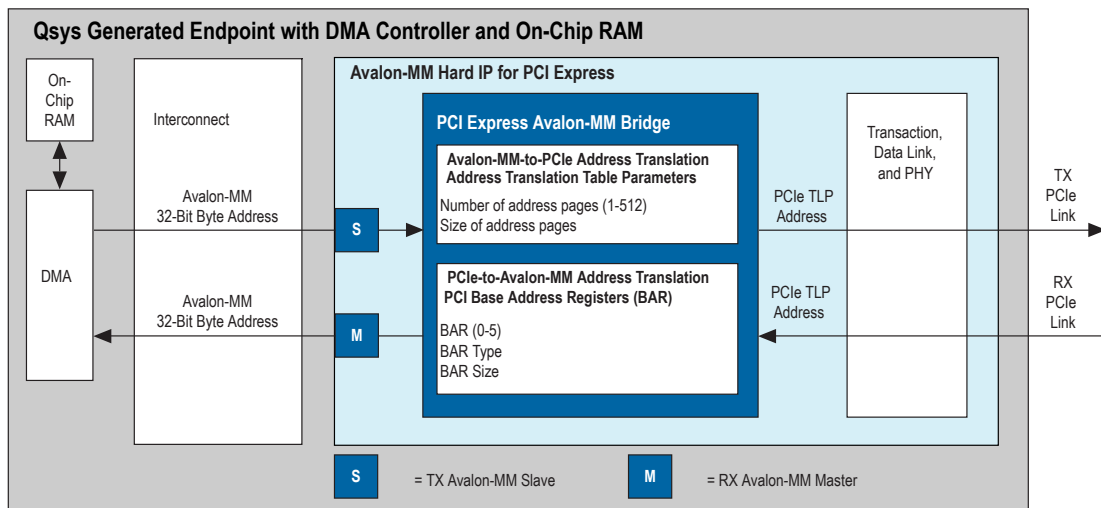 Qsys Generated Endpoint with DMA Controller and On-Chip RAM
On-
Chip
RAM
DMA
Interconnect
Avalon-MM
32-Bit Byte Address
Avalon-MM
32-Bit Byte Address
Avalon-MM Hard IP for PCI Express
S
M
PCI Express Avalon-MM Bridge
Avalon-MM-to-PCIe Address Translation
Address Translation Table Parameters
Number of address pages (1-512)
Size of address pages
PCIe-to-Avalon-MM Address Translation
PCI Base Address Registers (BAR)
BAR (0-5)
BAR Type
BAR Size
PCIe TLP
Address
PCIe TLP
Address
Transaction,
Data Link,
and PHY
TX
PCIe
Link
RX
PCIe
Link
S = TX Avalon-MM Slave
M = RX Avalon-MM Master